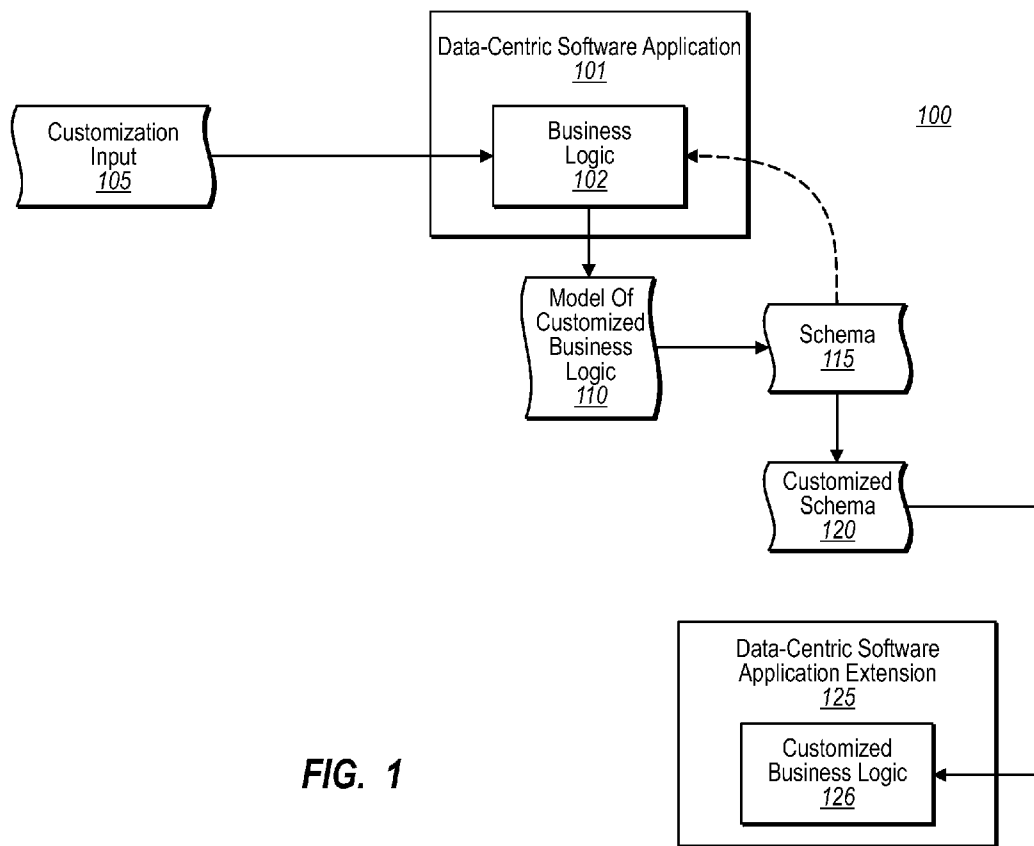 Data-Centric Software Application
101
100
Customization
Input
105
Business
Logic
102
Model Of
Customized
Business
Logic
110
Schema
115
Customized
Schema
120
Data-Centric Software
Application Extension
125
Customized
Business Logic
126
FIG. 1